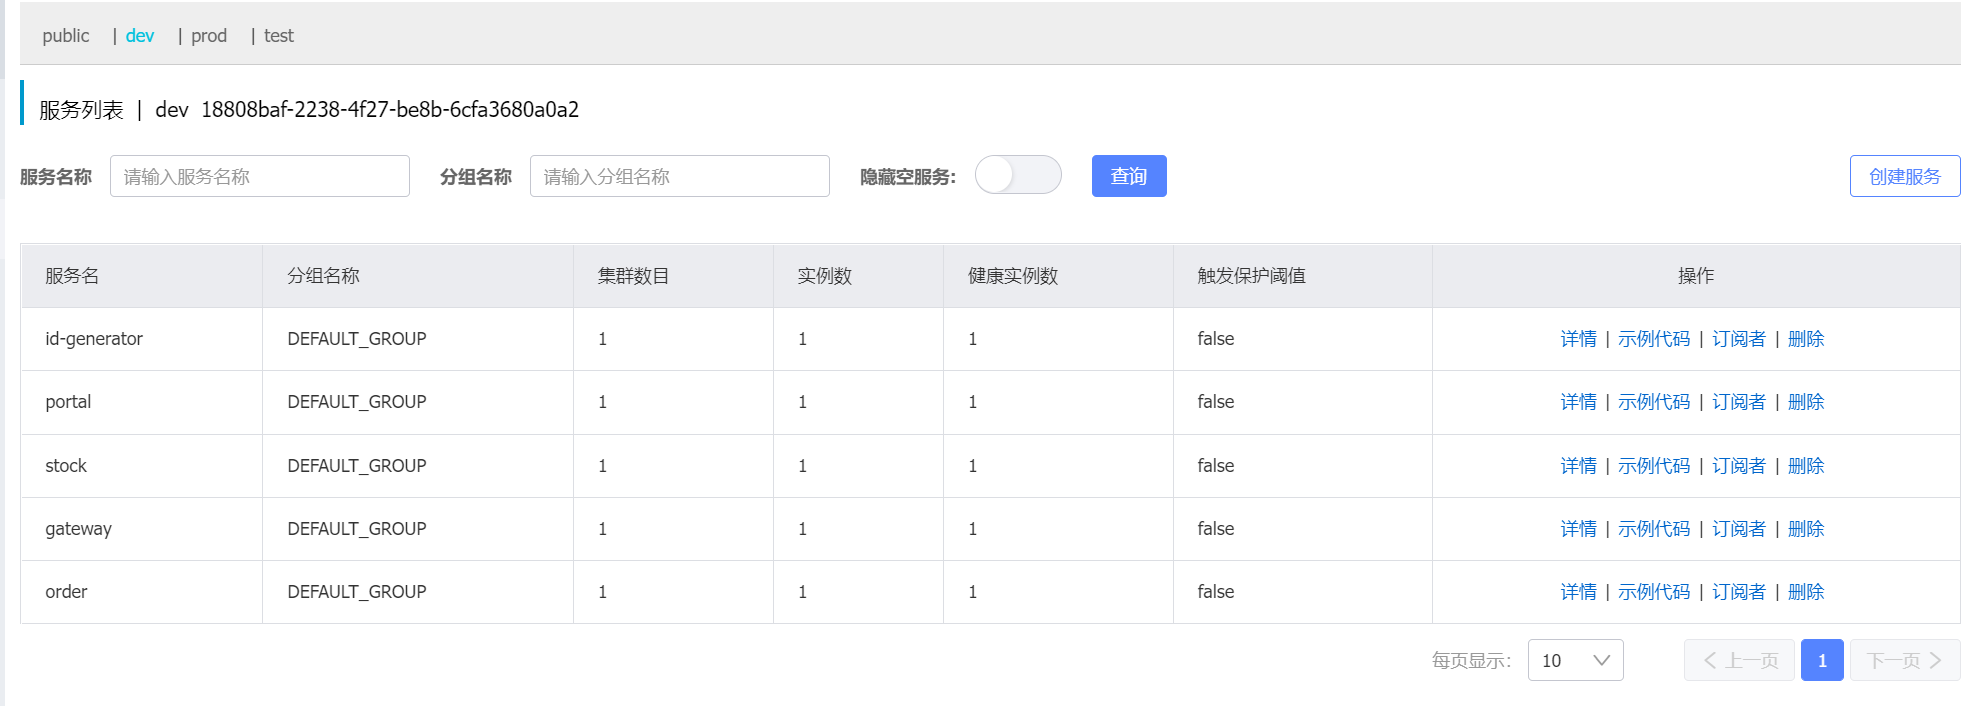 public | dev | prod | test
服务列表 | dev 18808baf-2238-4f27-be8b-6cfa3680a0a2
服务名称 请输入服务名称 分组名称 请输入分组名称 隐藏空服务: 查询 创建服务
服务名 分组名称 集群数目 实例数 健康实例数 触发保护阈值 操作
id-generator DEFAULT_GROUP 1 1 1 false 详情 | 示例代码 | 订阅者 | 删除
portal DEFAULT_GROUP 1 1 1 false 详情 | 示例代码 | 订阅者 | 删除
stock DEFAULT_GROUP 1 1 1 false 详情 | 示例代码 | 订阅者 | 删除
gateway DEFAULT_GROUP 1 1 1 false 详情 | 示例代码 | 订阅者 | 删除
order DEFAULT_GROUP 1 1 1 false 详情 | 示例代码 | 订阅者 | 删除
每页显示: 10 上一页 1 下一页